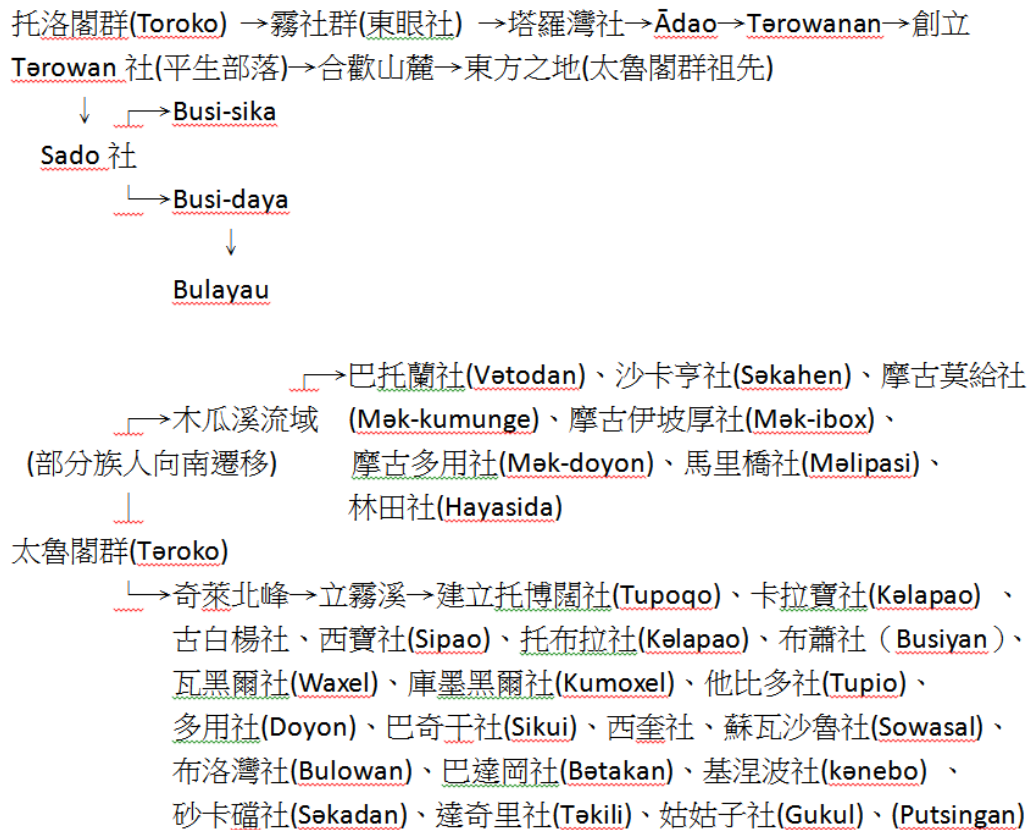 托洛閣群(Toroko) →霧社群(東眼社) →塔羅灣社→Ādao→Tərowanan→創立
Tərowan 社(平生部落)→合歡山麓→東方之地(太魯閣群祖先)
↓ ┌→Busi-sika
Sado 社
└→Busi-daya
↓
Bulayau
┌→巴托蘭社(Vətodan)、沙卡亨社(Səkahen)、摩古莫給社
┌→木瓜溪流域 (Mək-kumunge)、摩古伊坡厚社(Mək-ibox)、
(部分族人向南遷移) 摩古多用社(Mək-doyon)、馬里橋社(Məlipasi)、
┴ 林田社(Hayasida)
太魯閣群(Təroko)
└→奇萊北峰→立霧溪→建立托博闊社(Tupoqo)、卡拉寶社(Kəlapao) 、
古白楊社、西寶社(Sipao)、托布拉社(Kəlapao)、布蕭社（Busiyan）、
瓦黑爾社(Waxel)、庫墨黑爾社(Kumoxel)、他比多社(Tupio)、
多用社(Doyon)、巴奇干社(Sikui)、西奎社、蘇瓦沙魯社(Sowasal)、
布洛灣社(Bulowan)、巴達岡社(Bətakan)、基涅波社(kənebo) 、
砂卡礑社(Səkadan)、達奇里社(Təkili)、姑姑子社(Gukul)、(Putsingan)